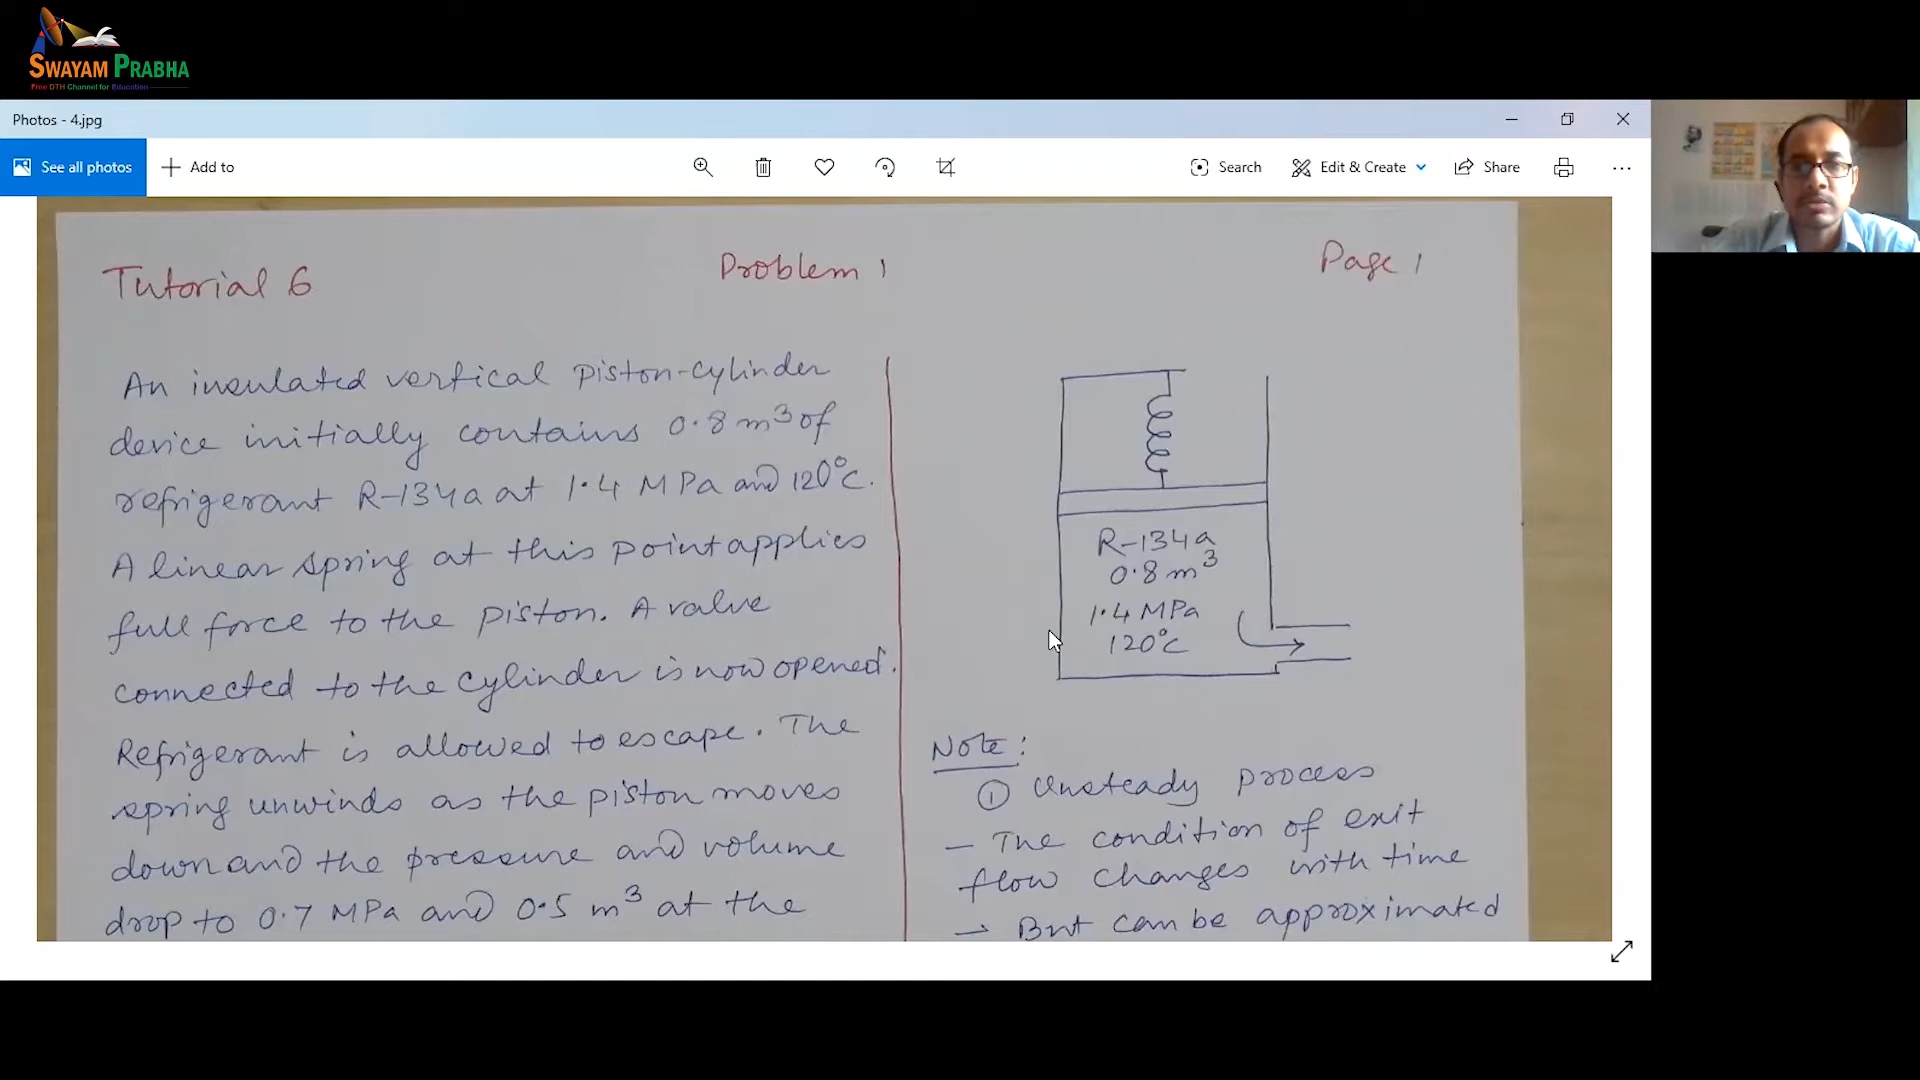 SWAYAM PRABHA
Free DTH Channel for Education
Photos - 4.jpg
See all photos
Add to
Search
Edit & Create
Share
Tutorial 6
Problem 1
Page 1
An insulated vertical piston-cylinder
device initially contains 0.8 m³ of
refrigerant R-134a at 1.4 MPa and 120°C.
A linear spring at this point applies
full force to the piston. A valve
connected to the cylinder is now opened.
Refrigerant is allowed to escape. The
spring unwinds as the piston moves
down and the pressure and volume
drop to 0.7 MPa and 0.5 m³ at the
R-134a
0.8 m³
1.4 MPa
120°C
Note:
① Unsteady process
- The condition of exit
flow changes with time
→ But can be approximated